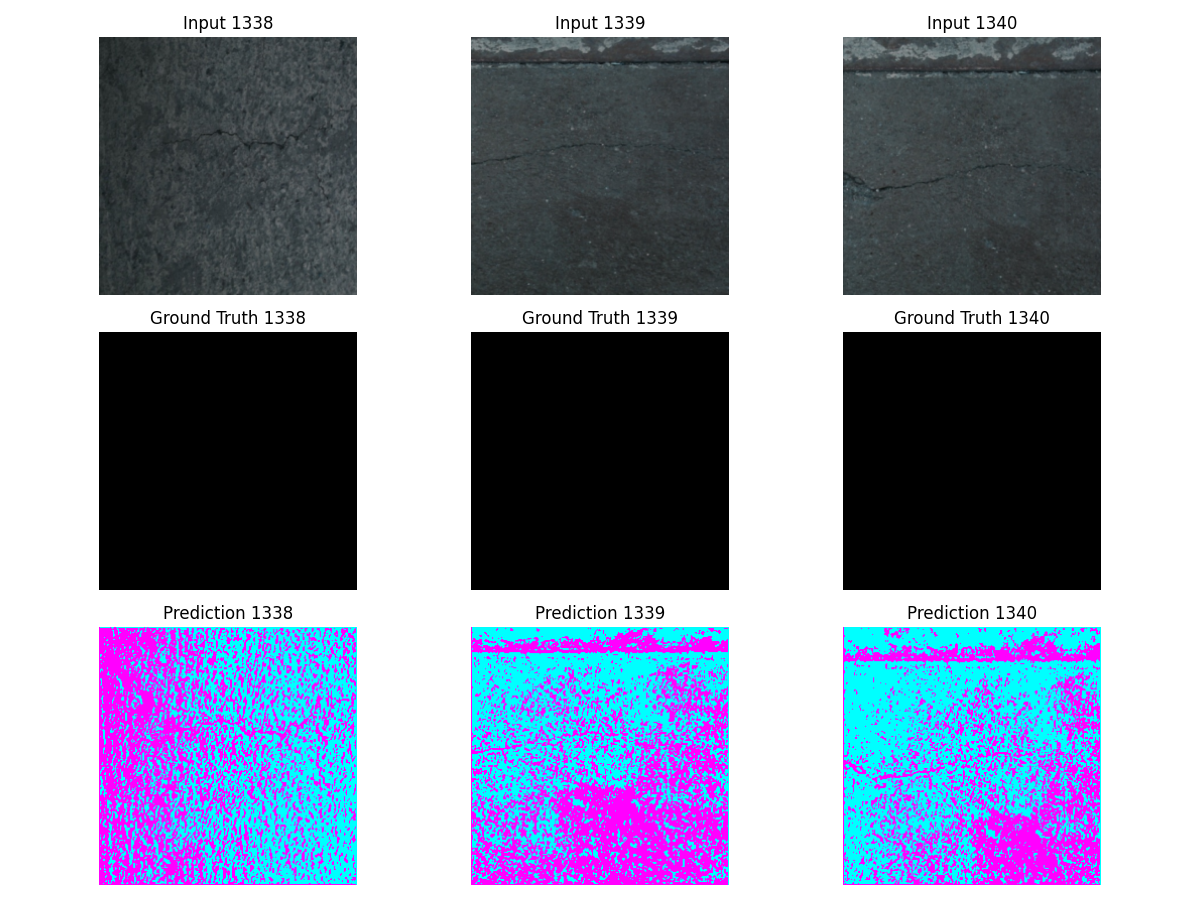 Input 1338
Input 1339
Input 1340
Ground Truth 1338
Ground Truth 1339
Ground Truth 1340
Prediction 1338
Prediction 1339
Prediction 1340